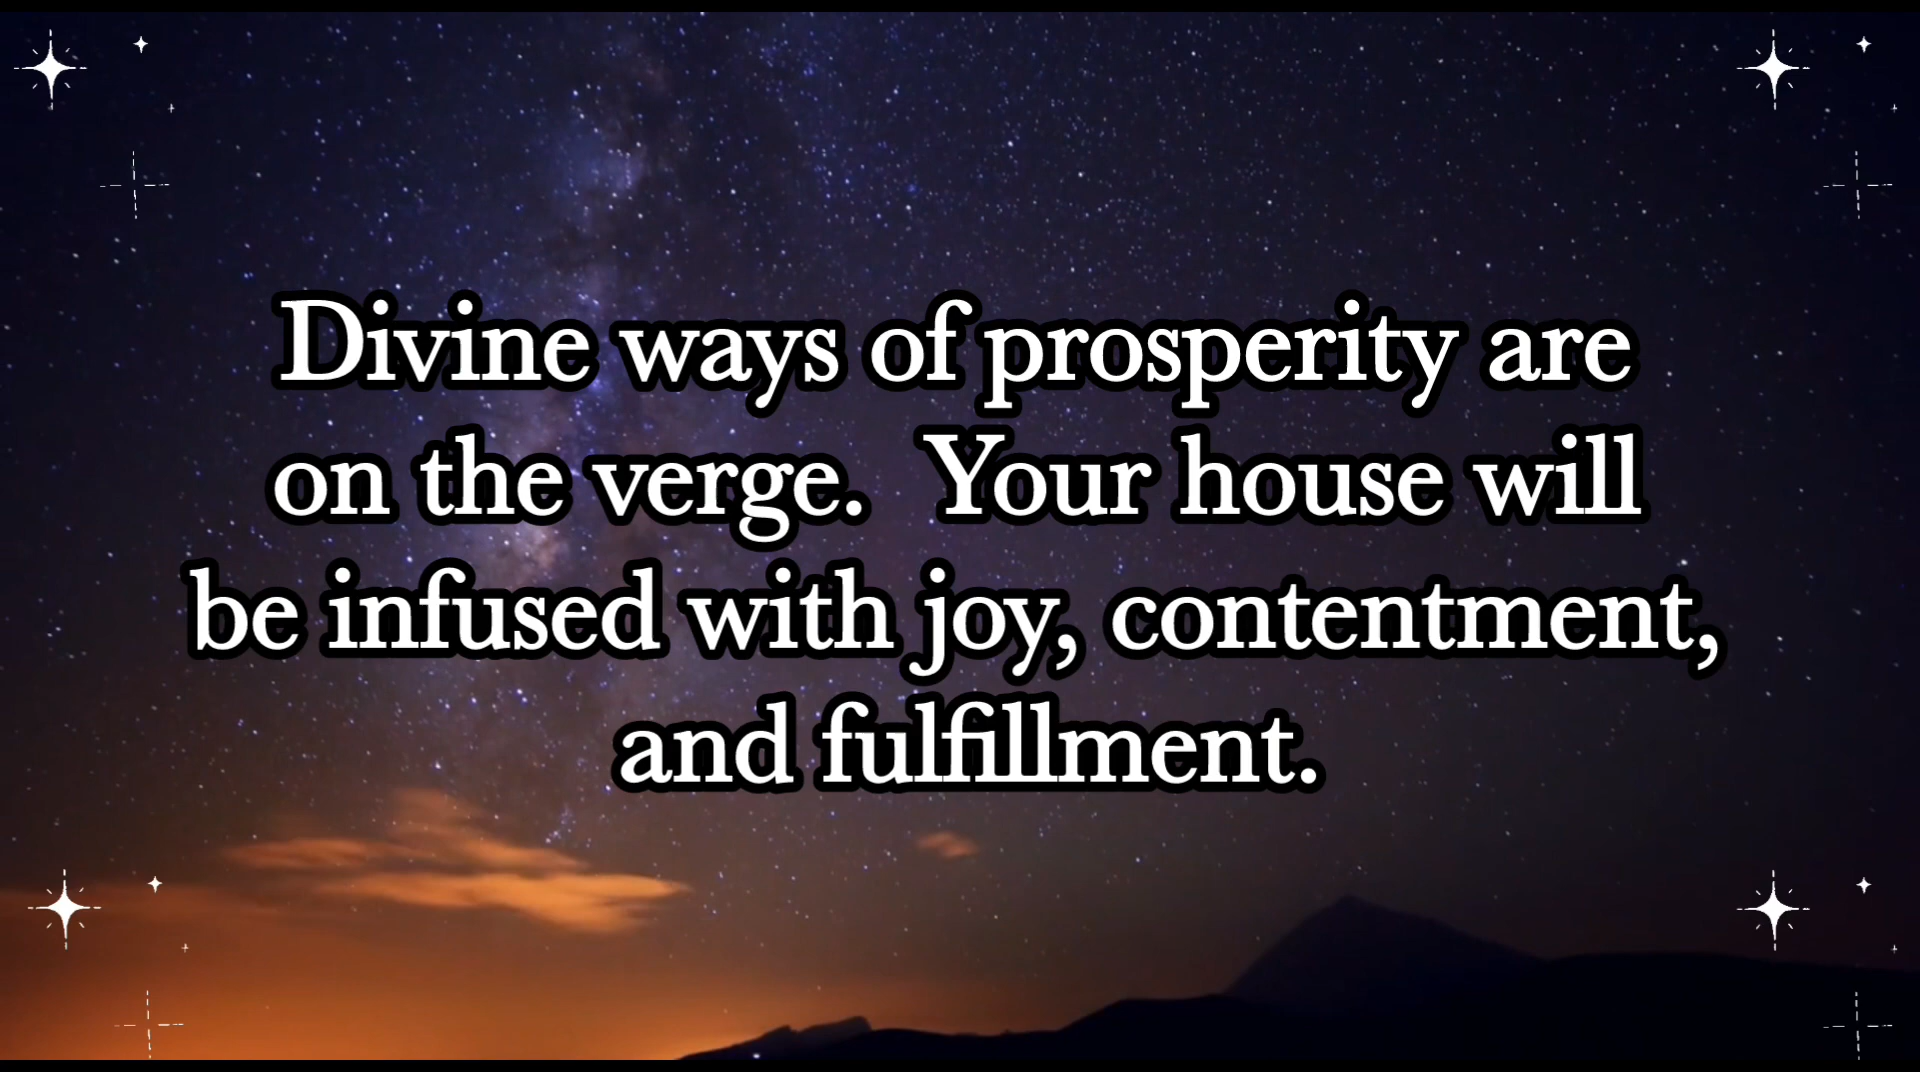 Divine ways of prosperity are
on the verge.  Your house will
be infused with joy, contentment,
and fulfillment.